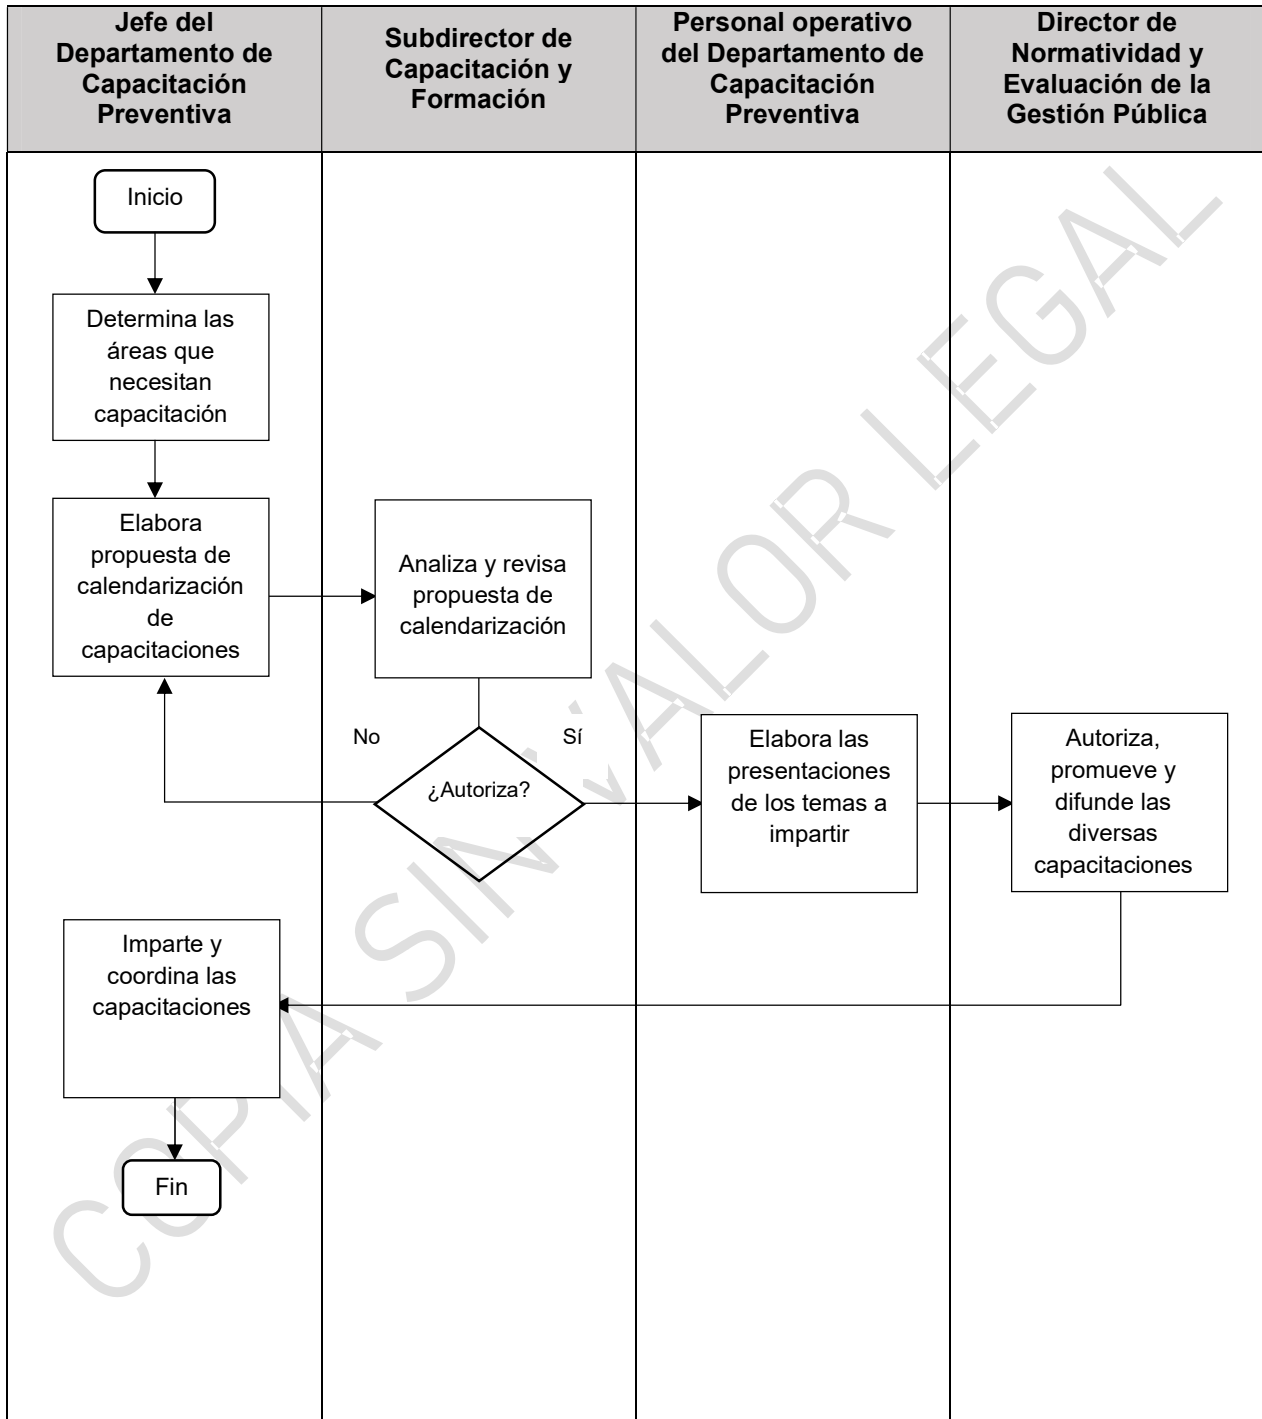 Jefe del
Departamento de
Capacitación
Preventiva
Subdirector de
Capacitación y
Formación
Personal operativo
del Departamento de
Capacitación
Preventiva
Director de
Normatividad y
Evaluación de la
Gestión Pública
Inicio
Determina las
áreas que
necesitan
capacitación
Elabora
propuesta de
calendarización
de
capacitaciones
Analiza y revisa
propuesta de
calendarización
No
Sí
¿Autoriza?
Elabora las
presentaciones
de los temas a
impartir
Autoriza,
promueve y
difunde las
diversas
capacitaciones
Imparte y
coordina las
capacitaciones
Fin
COPIA SIN VALOR LEGAL